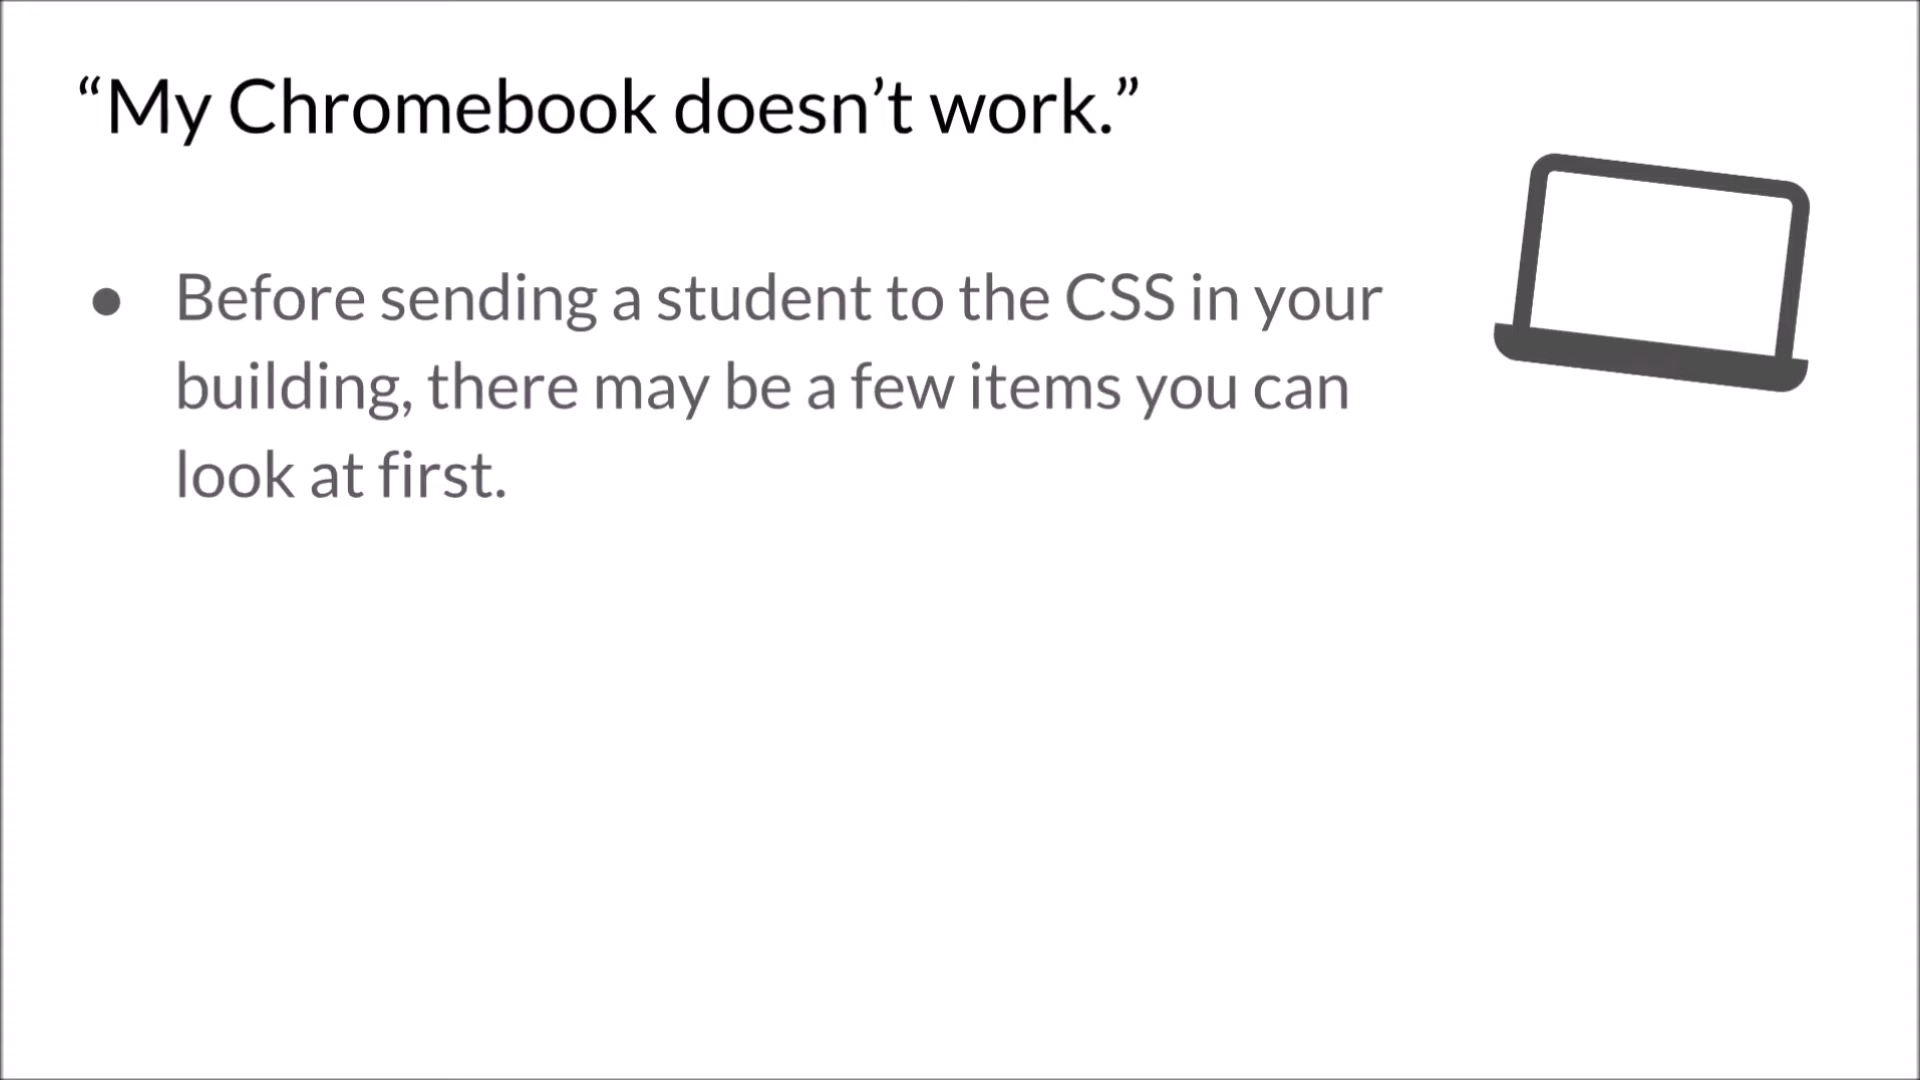 “My Chromebook doesn’t work.”
● Before sending a student to the CSS in your
building, there may be a few items you can
look at first.